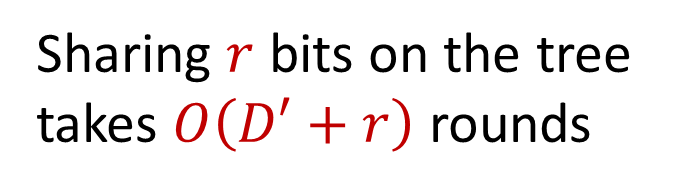 Sharing r bits on the tree
takes O(D′ + r) rounds